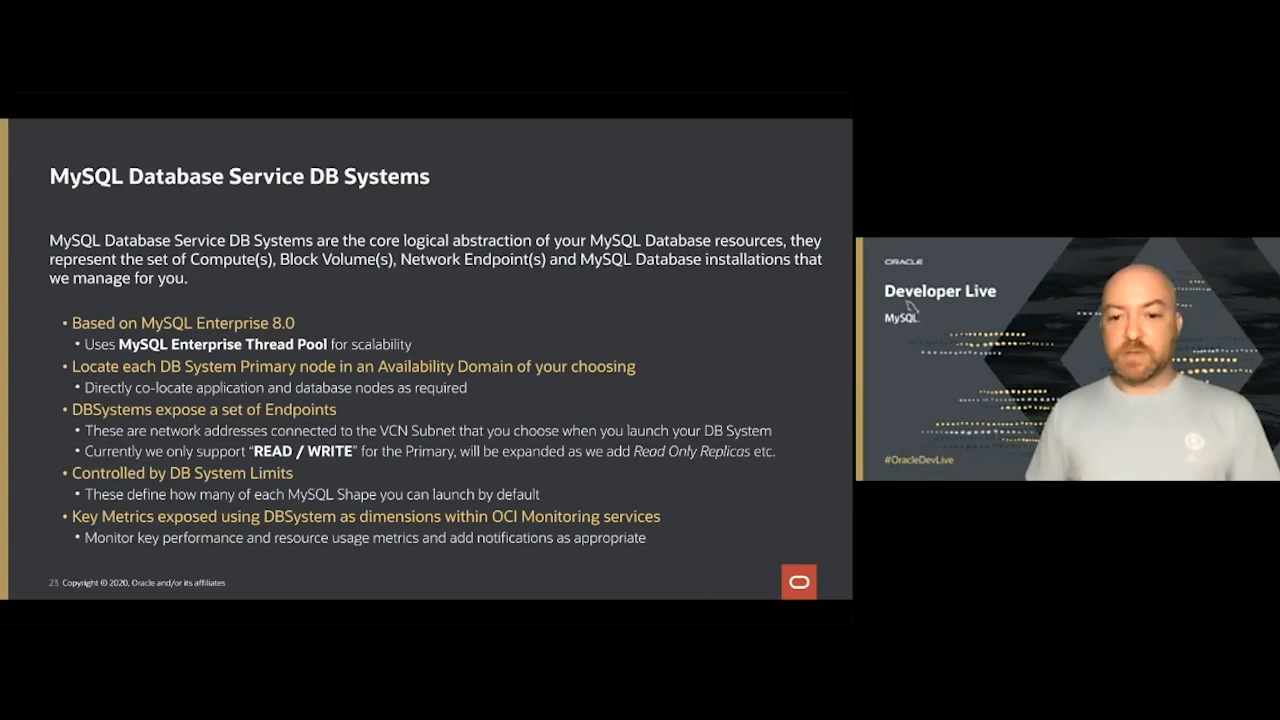 MySQL Database Service DB Systems
MySQL Database Service DB Systems are the core logical abstraction of your MySQL Database resources, they
represent the set of Compute(s), Block Volume(s), Network Endpoint(s) and MySQL Database installations that
we manage for you.
• Based on MySQL Enterprise 8.0
• Uses MySQL Enterprise Thread Pool for scalability
• Locate each DB System Primary node in an Availability Domain of your choosing
• Directly co-locate application and database nodes as required
• DBSystems expose a set of Endpoints
• These are network addresses connected to the VCN Subnet that you choose when you launch your DB System
• Currently we only support “READ / WRITE” for the Primary, will be expanded as we add Read Only Replicas etc.
• Controlled by DB System Limits
• These define how many of each MySQL Shape you can launch by default
• Key Metrics exposed using DBSystem as dimensions within OCI Monitoring services
• Monitor key performance and resource usage metrics and add notifications as appropriate
23 Copyright © 2020, Oracle and/or its affiliates
ORACLE
Developer Live
MySQL
#OracleDevLive